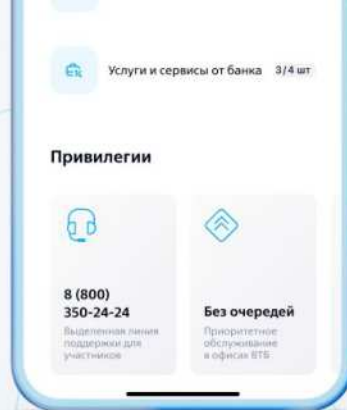 Услуги и сервисы от банка 3/4 шт
Привилегии
8 (800)
350-24-24
Выделенная линия
поддержки для
участников
Без очередей
Приоритетное
обслуживание
в офисах ВТБ